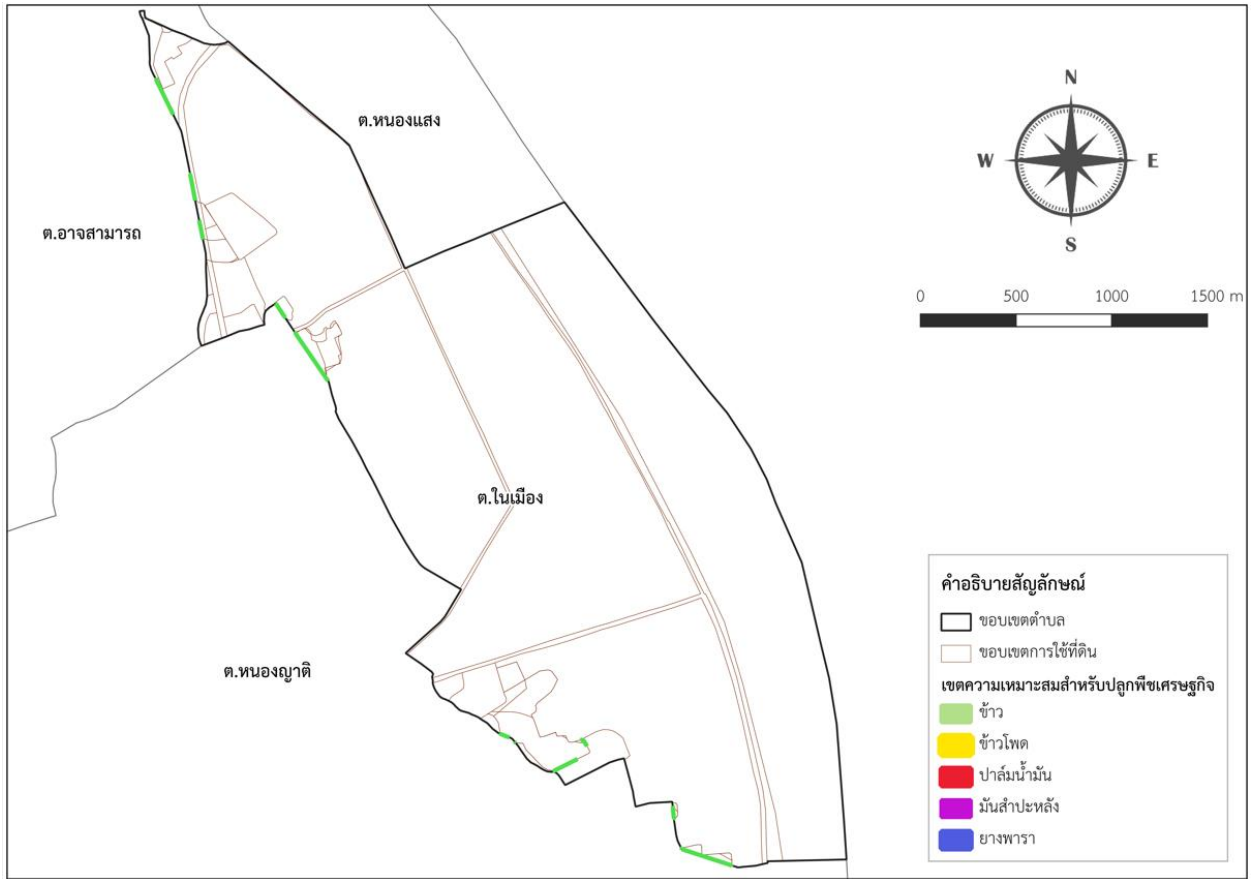 N
ต.หนองแสง
W
E
ต.อาจสามารถ
S
0 500 1000 1500 m
ต.ในเมือง
คำอธิบายสัญลักษณ์
ขอบเขตตำบล
ขอบเขตการใช้ที่ดิน
ต.หนองญาติ
เขตความเหมาะสมสำหรับปลูกพืชเศรษฐกิจ
ข้าว
ข้าวโพด
ปาล์มน้ำมัน
มันสำปะหลัง
ยางพารา